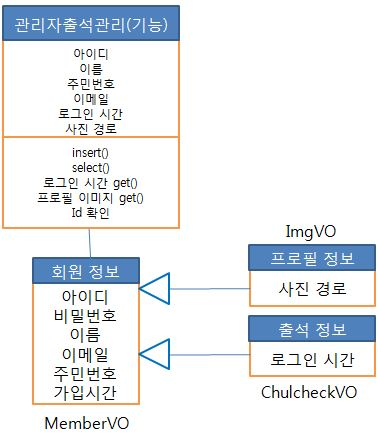 관리자출석관리(기능)
아이디
이름
주민번호
이메일
로그인 시간
사진 경로
insert()
select()
로그인 시간 get()
프로필 이미지 get()
Id 확인
회원 정보
아이디
비밀번호
이름
이메일
주민번호
가입시간
MemberVO
ImgVO
프로필 정보
사진 경로
출석 정보
로그인 시간
ChulcheckVO